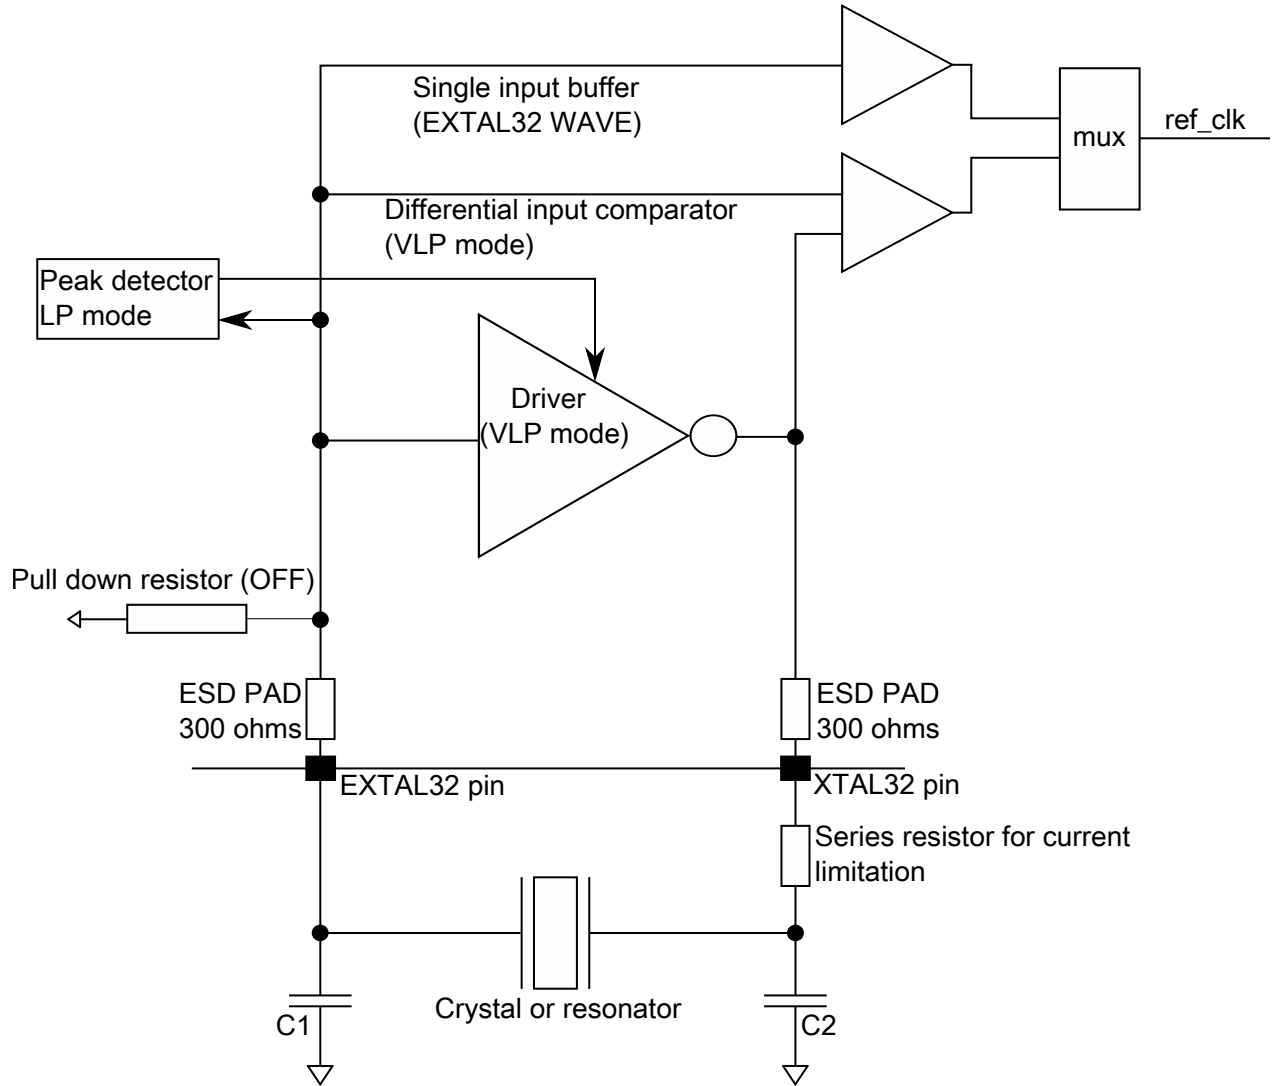 Single input buffer
(EXTAL32 WAVE)
ref_clk
mux
Differential input comparator
(VLP mode)
Peak detector
LP mode
Driver
(VLP mode)
Pull down resistor (OFF)
ESD PAD
300 ohms
ESD PAD
300 ohms
EXTAL32 pin
XTAL32 pin
Series resistor for current
limitation
Crystal or resonator
C1
C2